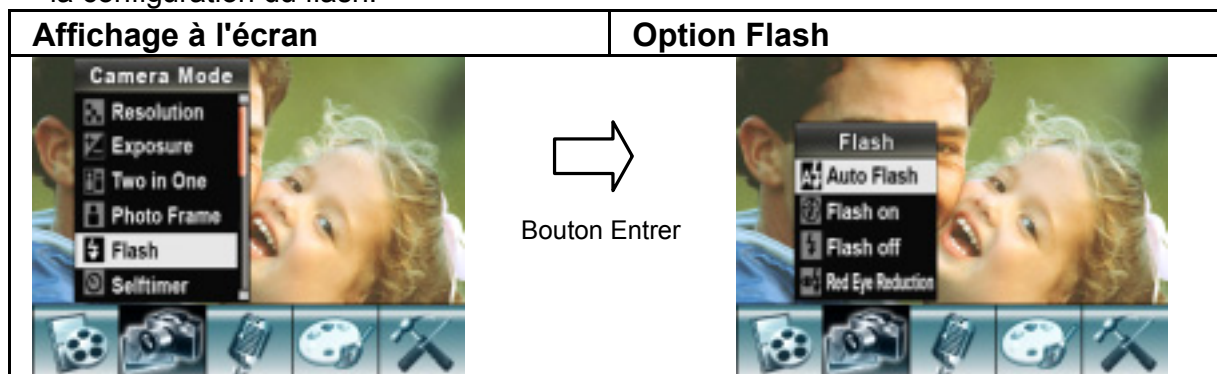 la configuration du flash.
Affichage à l'écran
Option Flash
Camera Mode
Resolution
Exposure
Two in One
Photo Frame
Flash
Selftimer
Bouton Entrer
Flash
Auto Flash
Flash on
Flash off
Red Eye Reduction